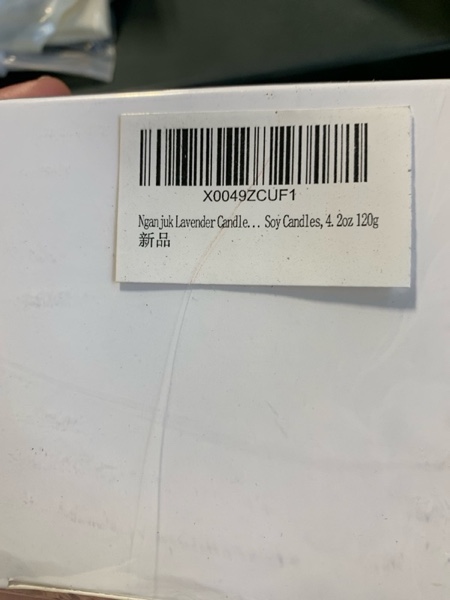 X0049ZCUF1
Nganjuk Lavender Candle... Soy Candles, 4.2oz 120g
新品